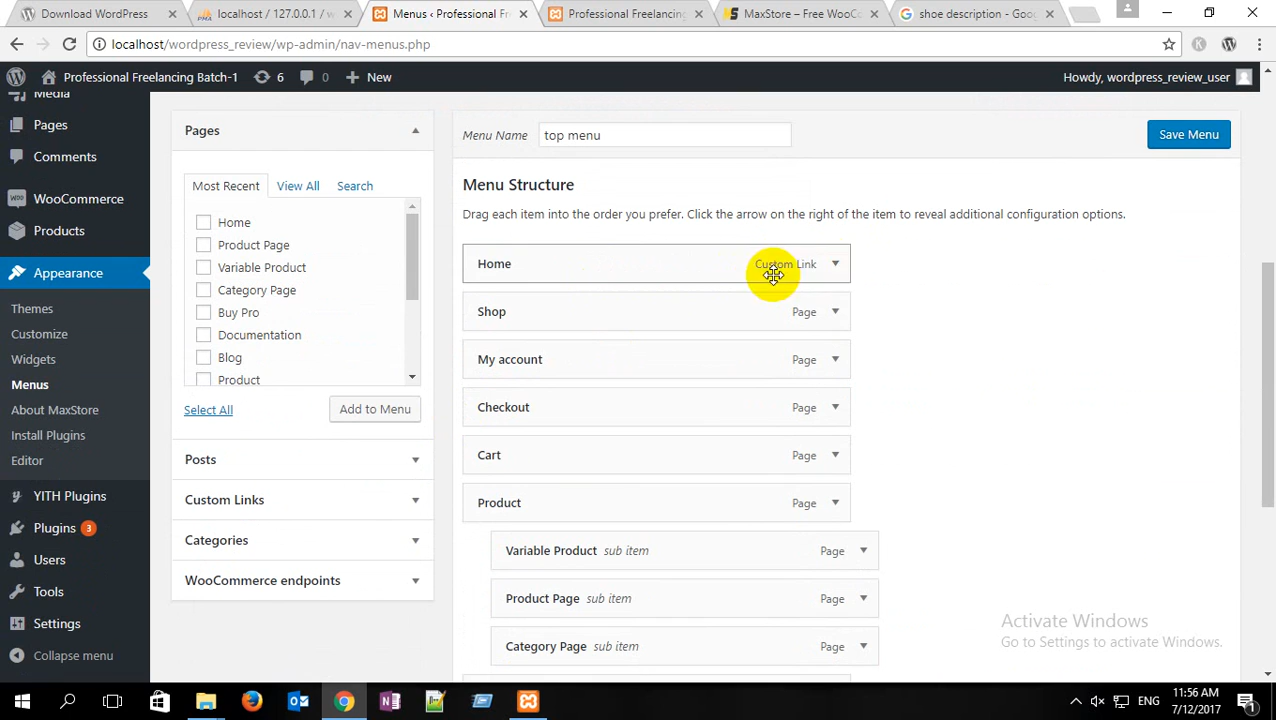 Download WordPress
localhost / 127.0.0.1 / w
Menus ‹ Professional Fr
Professional Freelancing
MaxStore – Free WooCo
shoe description - Goog
localhost/wordpress_review/wp-admin/nav-menus.php
Professional Freelancing Batch-1
6
0
New
Howdy, wordpress_review_user
Media
Pages
Comments
WooCommerce
Products
Appearance
Themes
Customize
Widgets
Menus
About MaxStore
Install Plugins
Editor
YITH Plugins
Plugins 3
Users
Tools
Settings
Collapse menu
Pages
Most Recent View All Search
Home
Product Page
Variable Product
Category Page
Buy Pro
Documentation
Blog
Product
Select All
Add to Menu
Posts
Custom Links
Categories
WooCommerce endpoints
Menu Name top menu
Save Menu
Menu Structure
Drag each item into the order you prefer. Click the arrow on the right of the item to reveal additional configuration options.
Home Custom Link
Shop Page
My account Page
Checkout Page
Cart Page
Product Page
Variable Product sub item Page
Product Page sub item Page
Category Page sub item Page
Activate Windows
Go to Settings to activate Windows.
ENG
11:56 AM
7/12/2017
1